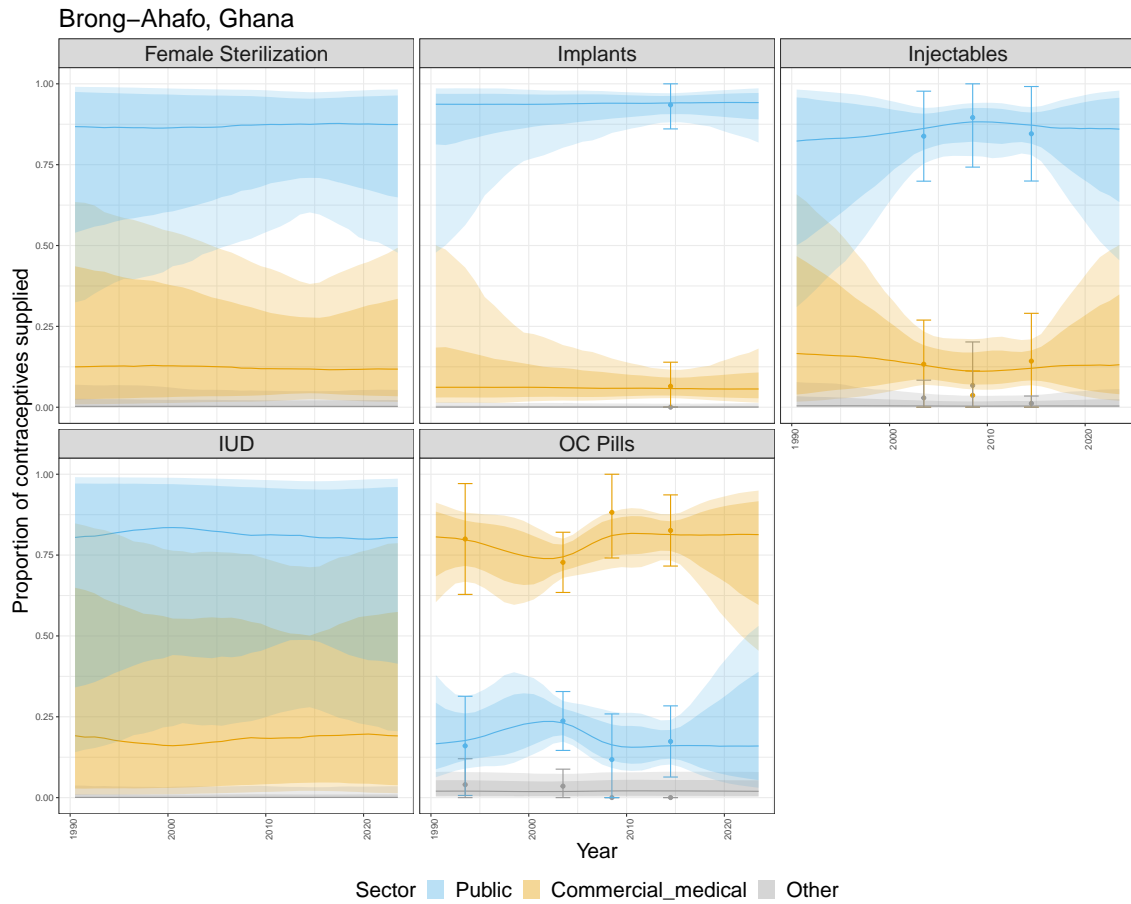 Brong−Ahafo, Ghana
Female Sterilization
Implants
Injectables
1.00
0.75
0.50
0.25
0.00
1990
2000
2010
2020
IUD
OC Pills
1.00
0.75
0.50
0.25
0.00
1990
2000
2010
2020
1990
2000
2010
2020
Proportion of contraceptives supplied
Year
Sector Public Commercial_medical Other